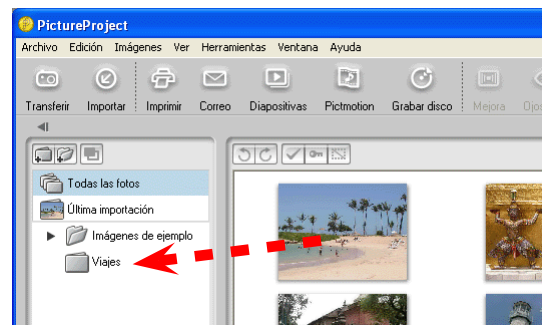 PictureProject
Archivo Edición Imágenes Ver Herramientas Ventana Ayuda
Transferir Importar Imprimir Correo Diapositivas Pictmotion Grabar disco Mejora Ojos
Todas las fotos
Última importación
Imágenes de ejemplo
Viajes